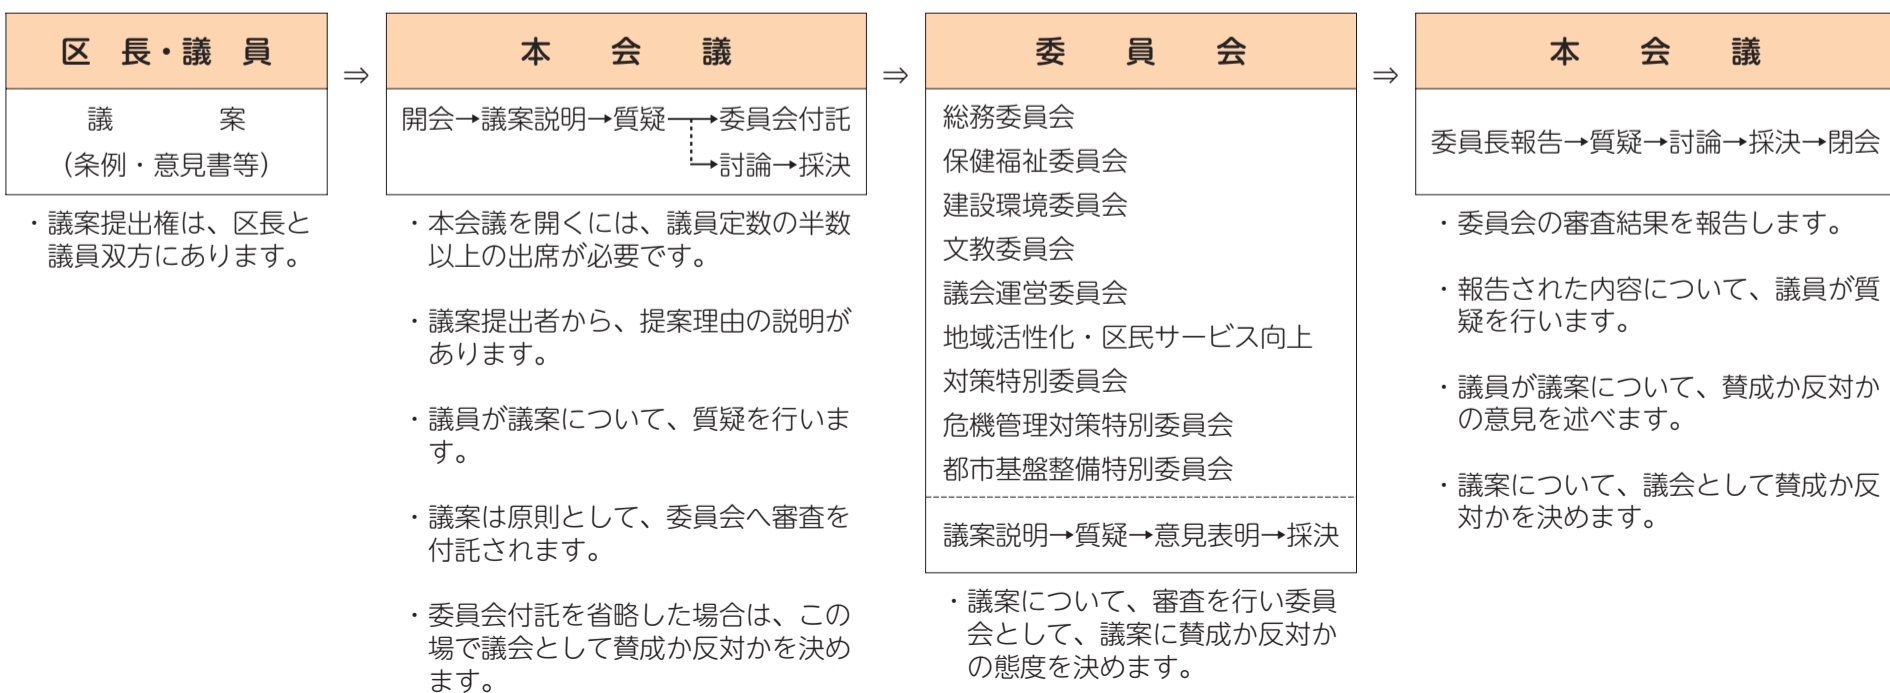 区 長・議 員
議 案
（条例・意見書等）
・議案提出権は、区長と
議員双方にあります。
⇒
本 会 議
開会→議案説明→質疑→委員会付託
→討論→採決
・本会議を開くには、議員定数の半数
以上の出席が必要です。
・議案提出者から、提案理由の説明が
あります。
・議員が議案について、質疑を行いま
す。
・議案は原則として、委員会へ審査を
付託されます。
・委員会付託を省略した場合は、この
場で議会として賛成か反対かを決め
ます。
⇒
委 員 会
総務委員会
保健福祉委員会
建設環境委員会
文教委員会
議会運営委員会
地域活性化・区民サービス向上
対策特別委員会
危機管理対策特別委員会
都市基盤整備特別委員会
議案説明→質疑→意見表明→採決
・議案について、審査を行い委員
会として、議案に賛成か反対か
の態度を決めます。
⇒
本 会 議
委員長報告→質疑→討論→採決→閉会
・委員会の審査結果を報告します。
・報告された内容について、議員が質
疑を行います。
・議員が議案について、賛成か反対か
の意見を述べます。
・議案について、議会として賛成か反
対かを決めます。